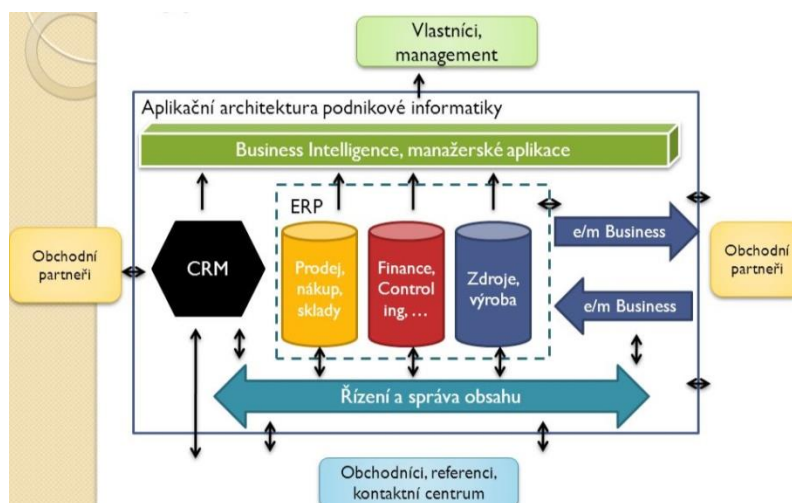 Vlastníci,
management
Aplikační architektura podnikové informatiky
Business Intelligence, manažerské aplikace
ERP
Obchodní
partneři
CRM
Prodej,
nákup,
sklady
Finance,
Control
ing, ...
Zdroje,
výroba
e/m Business
e/m Business
Obchodní
partneři
Řízení a správa obsahu
Obchodníci, referenci,
kontaktní centrum